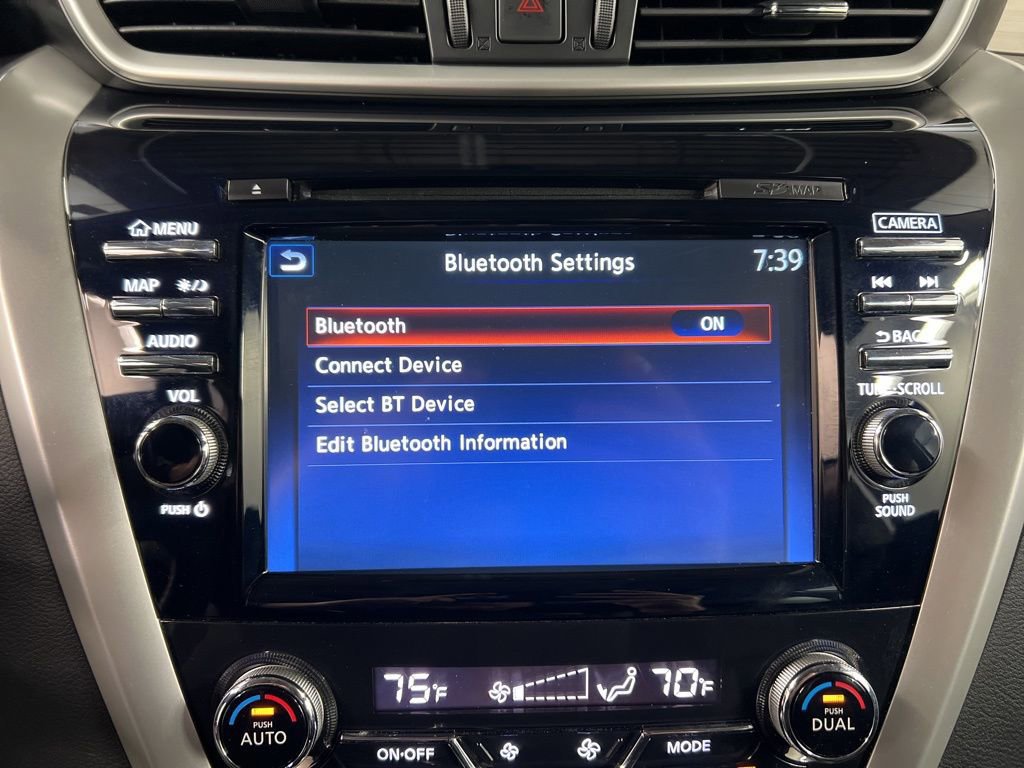 SD MAP
MENU
CAMERA
Bluetooth Settings
7:39
MAP
AUDIO
Bluetooth ON
Connect Device
Select BT Device
Edit Bluetooth Information
BACK
VOL
TUNE·SCROLL
PUSH
PUSH
SOUND
75°F
70°F
PUSH
AUTO
PUSH
DUAL
ON·OFF
MODE